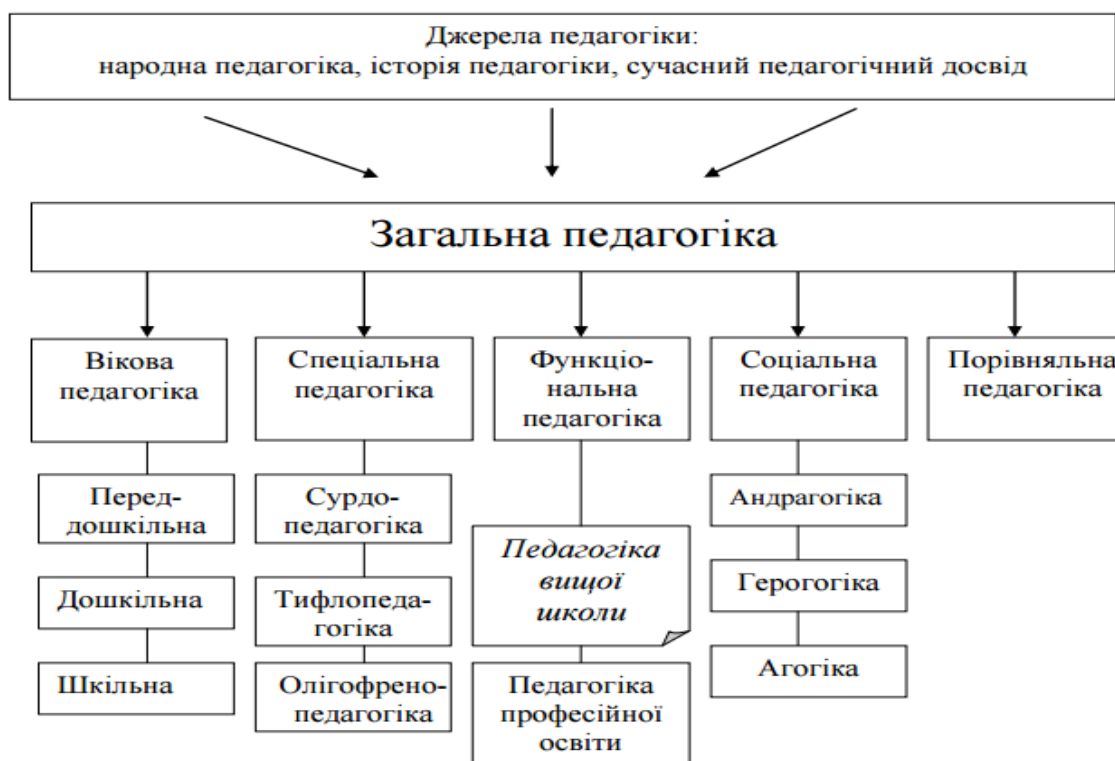 Джерела педагогіки:
народна педагогіка, історія педагогіки, сучасний педагогічний досвід
Загальна педагогіка
Вікова
педагогіка
Перед-
дошкільна
Дошкільна
Шкільна
Спеціальна
педагогіка
Сурдо-
педагогіка
Тифлопеда-
гогіка
Олігофрено-
педагогіка
Функціо-
нальна
педагогіка
Педагогіка
вищої
школи
Педагогіка
професійної
освіти
Соціальна
педагогіка
Андрагогіка
Герогогіка
Агогіка
Порівняльна
педагогіка